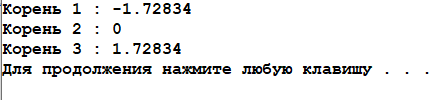 Корень 1 : -1.72834
Корень 2 : 0
Корень 3 : 1.72834
Для продолжения нажмите любую клавишу . . .